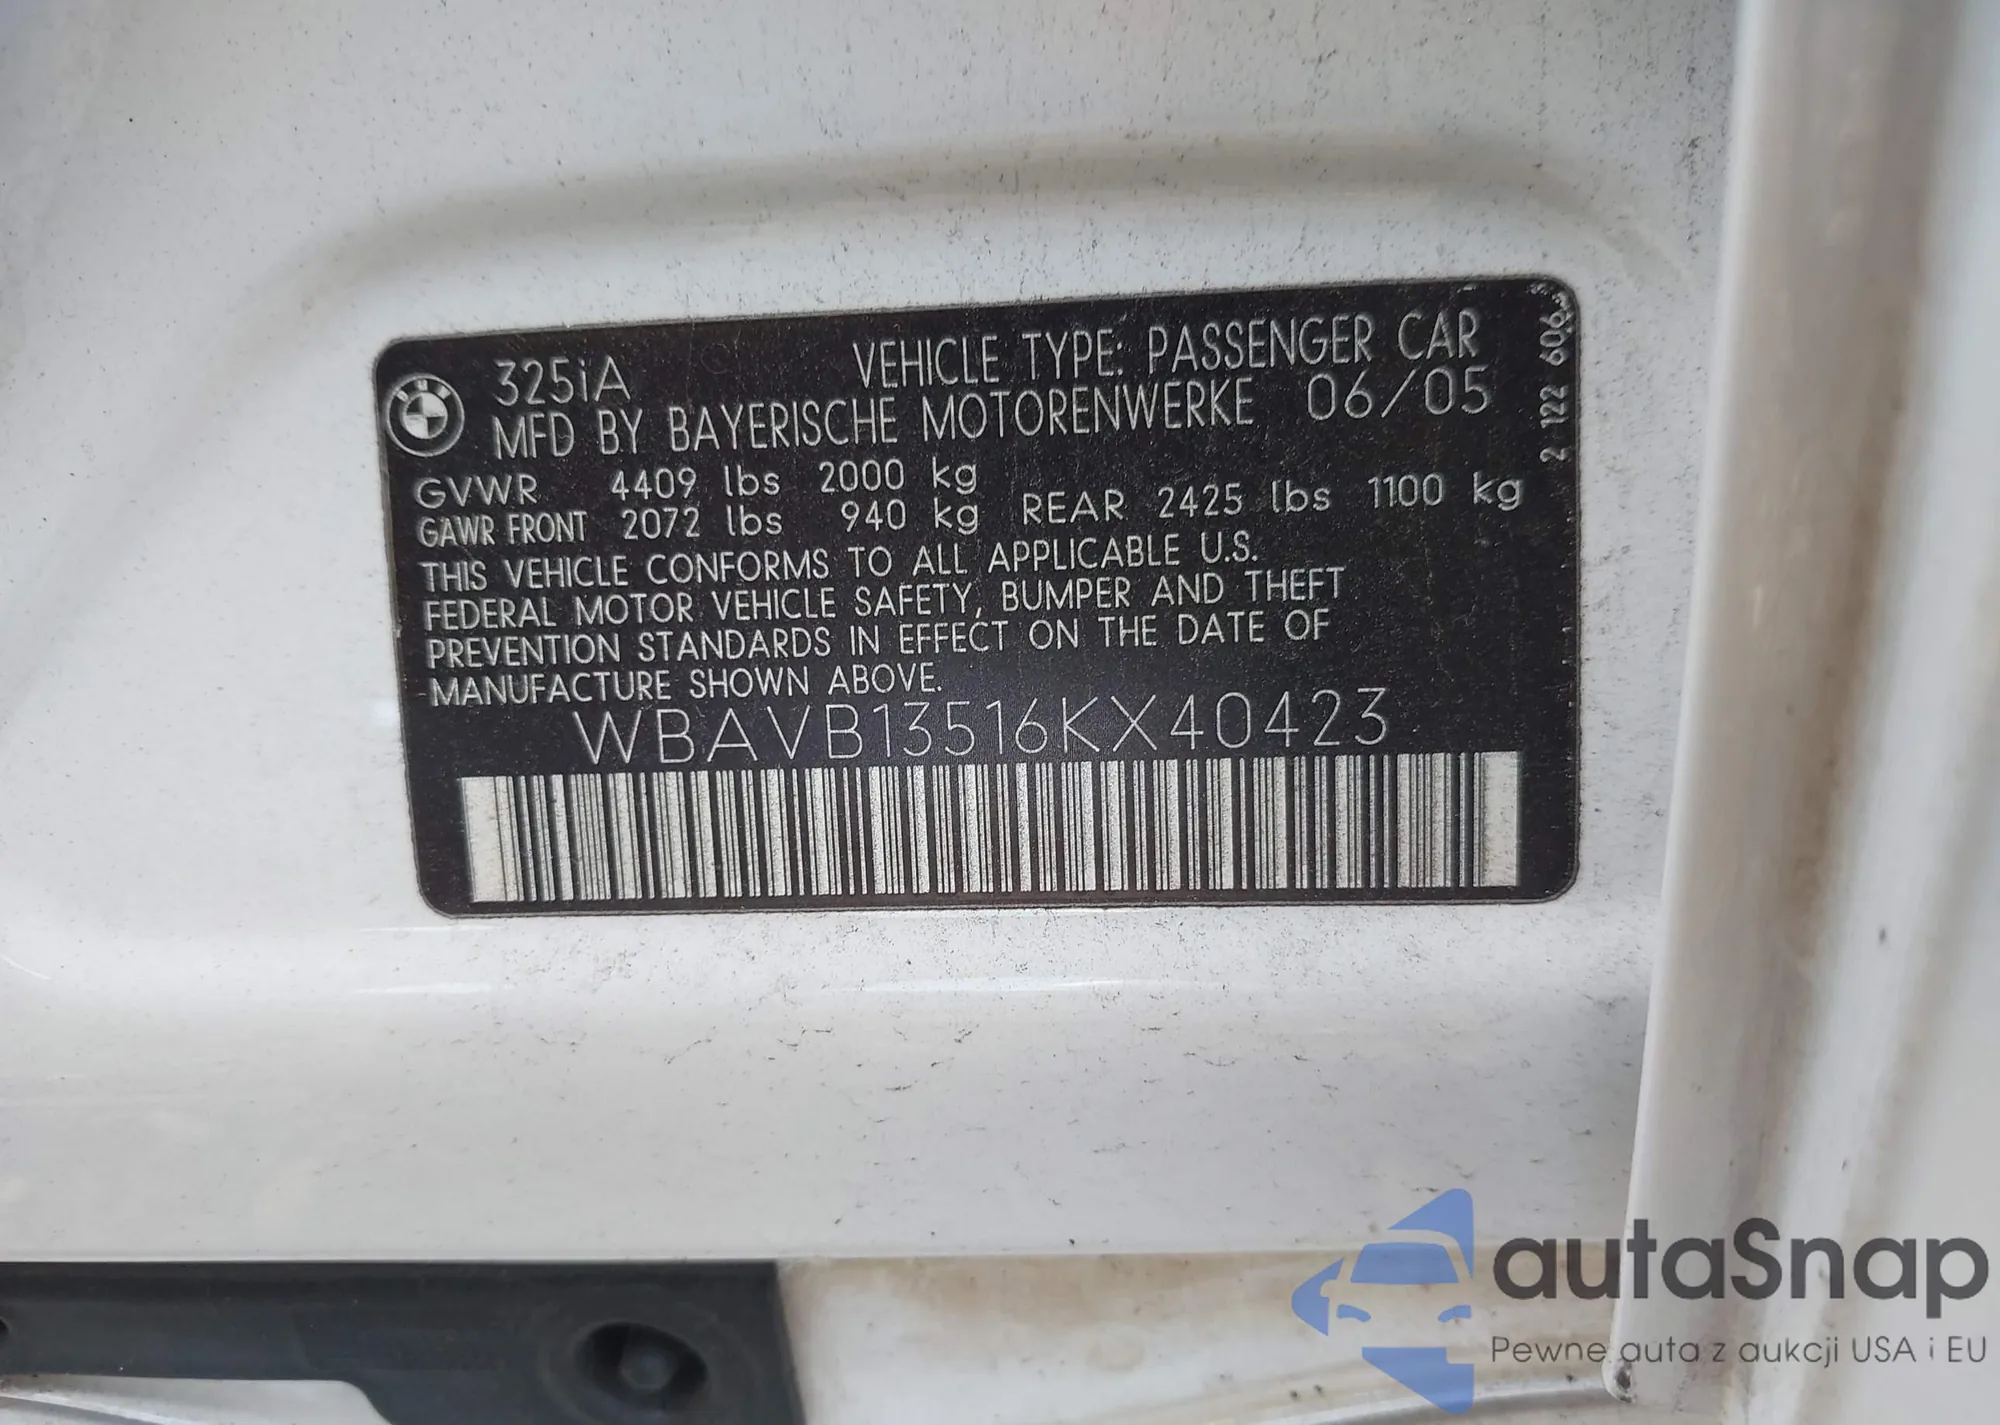 325iA VEHICLE TYPE: PASSENGER CAR
MFD BY BAYERISCHE MOTORENWERKE 06/05
GVWR 4409 lbs 2000 kg
GAWR FRONT 2072 lbs 940 kg REAR 2425 lbs 1100 kg
THIS VEHICLE CONFORMS TO ALL APPLICABLE U.S.
FEDERAL MOTOR VEHICLE SAFETY, BUMPER AND THEFT
PREVENTION STANDARDS IN EFFECT ON THE DATE OF
MANUFACTURE SHOWN ABOVE.
WBAVB13516KX40423
2 122 606
autaSnap
Pewne auta z aukcji USA i EU